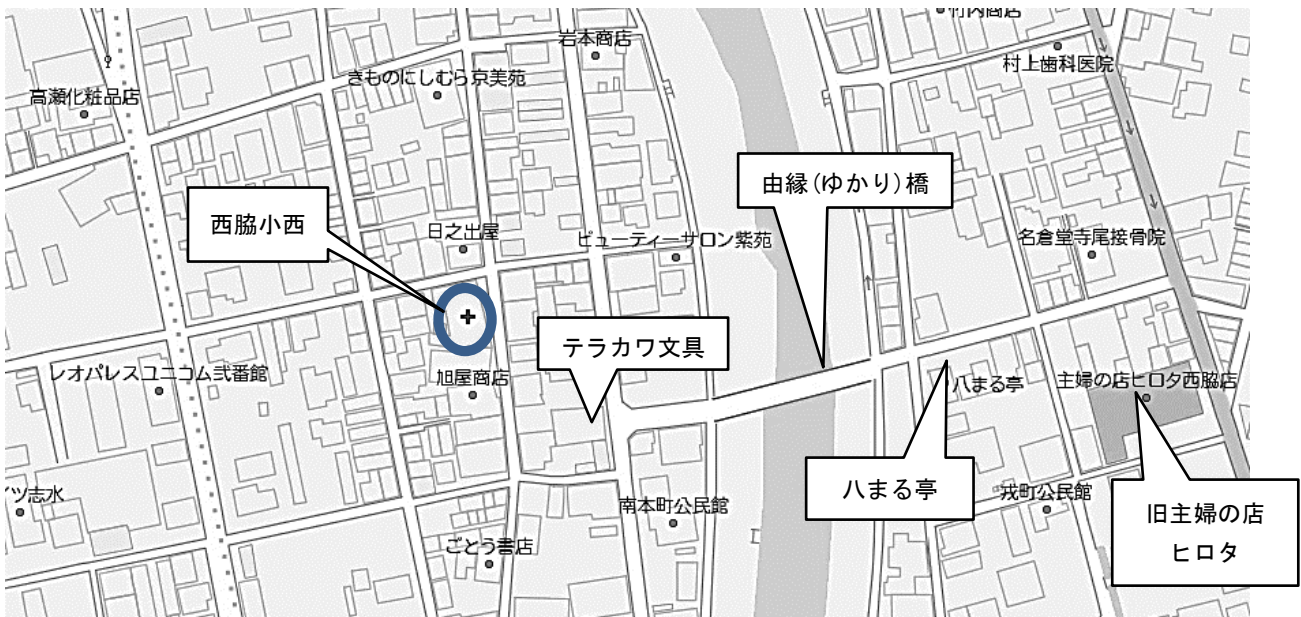 竹内商店
岩本商店
村上歯科医院
きものにしむら京美苑
高瀬化粧品店
由縁(ゆかり)橋
西脇小西
日之出屋
ビューティーサロン紫苑
名倉堂寺尾接骨院
テラカワ文具
レオパレスユニコム弐番館
旭屋商店
八まる亭
主婦の店ヒロタ西脇店
八まる亭
イツ志水
南本町公民館
戎町公民館
旧主婦の店
ヒロタ
ごとう書店